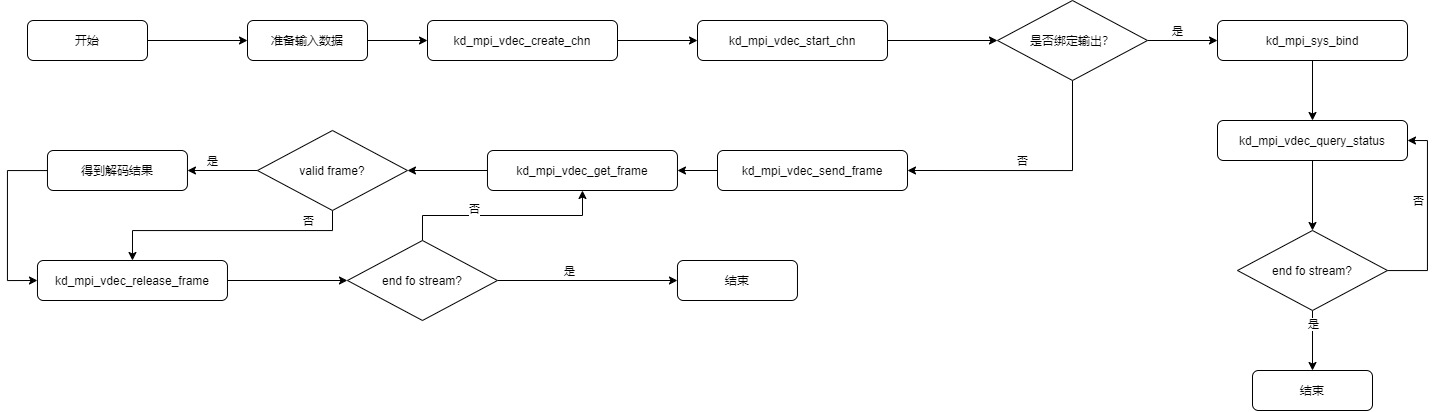 开始
准备输入数据
kd_mpi_vdec_create_chn
kd_mpi_vdec_start_chn
是否绑定输出?
是
kd_mpi_sys_bind
kd_mpi_vdec_query_status
否
得到解码结果
是
valid frame?
kd_mpi_vdec_get_frame
kd_mpi_vdec_send_frame
否
否
否
kd_mpi_vdec_release_frame
end fo stream?
是
结束
end fo stream?
是
结束